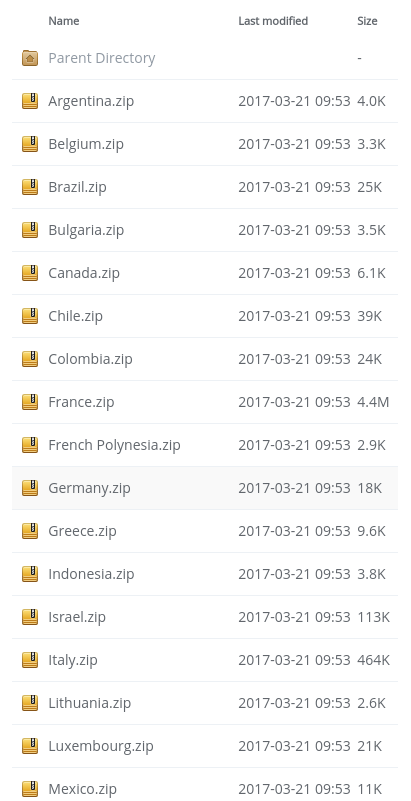 Name Last modified Size
Parent Directory -
Argentina.zip 2017-03-21 09:53 4.0K
Belgium.zip 2017-03-21 09:53 3.3K
Brazil.zip 2017-03-21 09:53 25K
Bulgaria.zip 2017-03-21 09:53 3.5K
Canada.zip 2017-03-21 09:53 6.1K
Chile.zip 2017-03-21 09:53 39K
Colombia.zip 2017-03-21 09:53 24K
France.zip 2017-03-21 09:53 4.4M
French Polynesia.zip 2017-03-21 09:53 2.9K
Germany.zip 2017-03-21 09:53 18K
Greece.zip 2017-03-21 09:53 9.6K
Indonesia.zip 2017-03-21 09:53 3.8K
Israel.zip 2017-03-21 09:53 113K
Italy.zip 2017-03-21 09:53 464K
Lithuania.zip 2017-03-21 09:53 2.6K
Luxembourg.zip 2017-03-21 09:53 21K
Mexico.zip 2017-03-21 09:53 11K